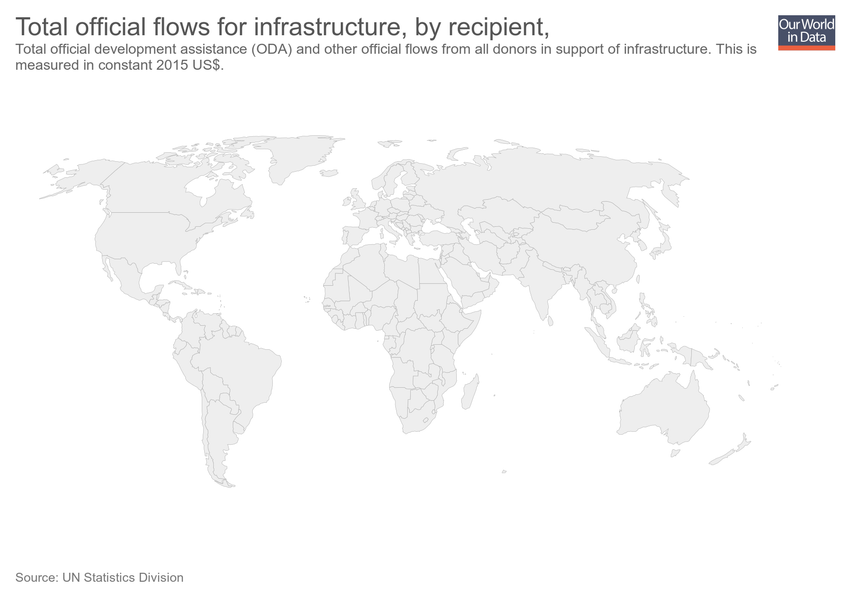 Total official flows for infrastructure, by recipient,
Our World
in Data
Total official development assistance (ODA) and other official flows from all donors in support of infrastructure. This is
measured in constant 2015 US$.
Source: UN Statistics Division